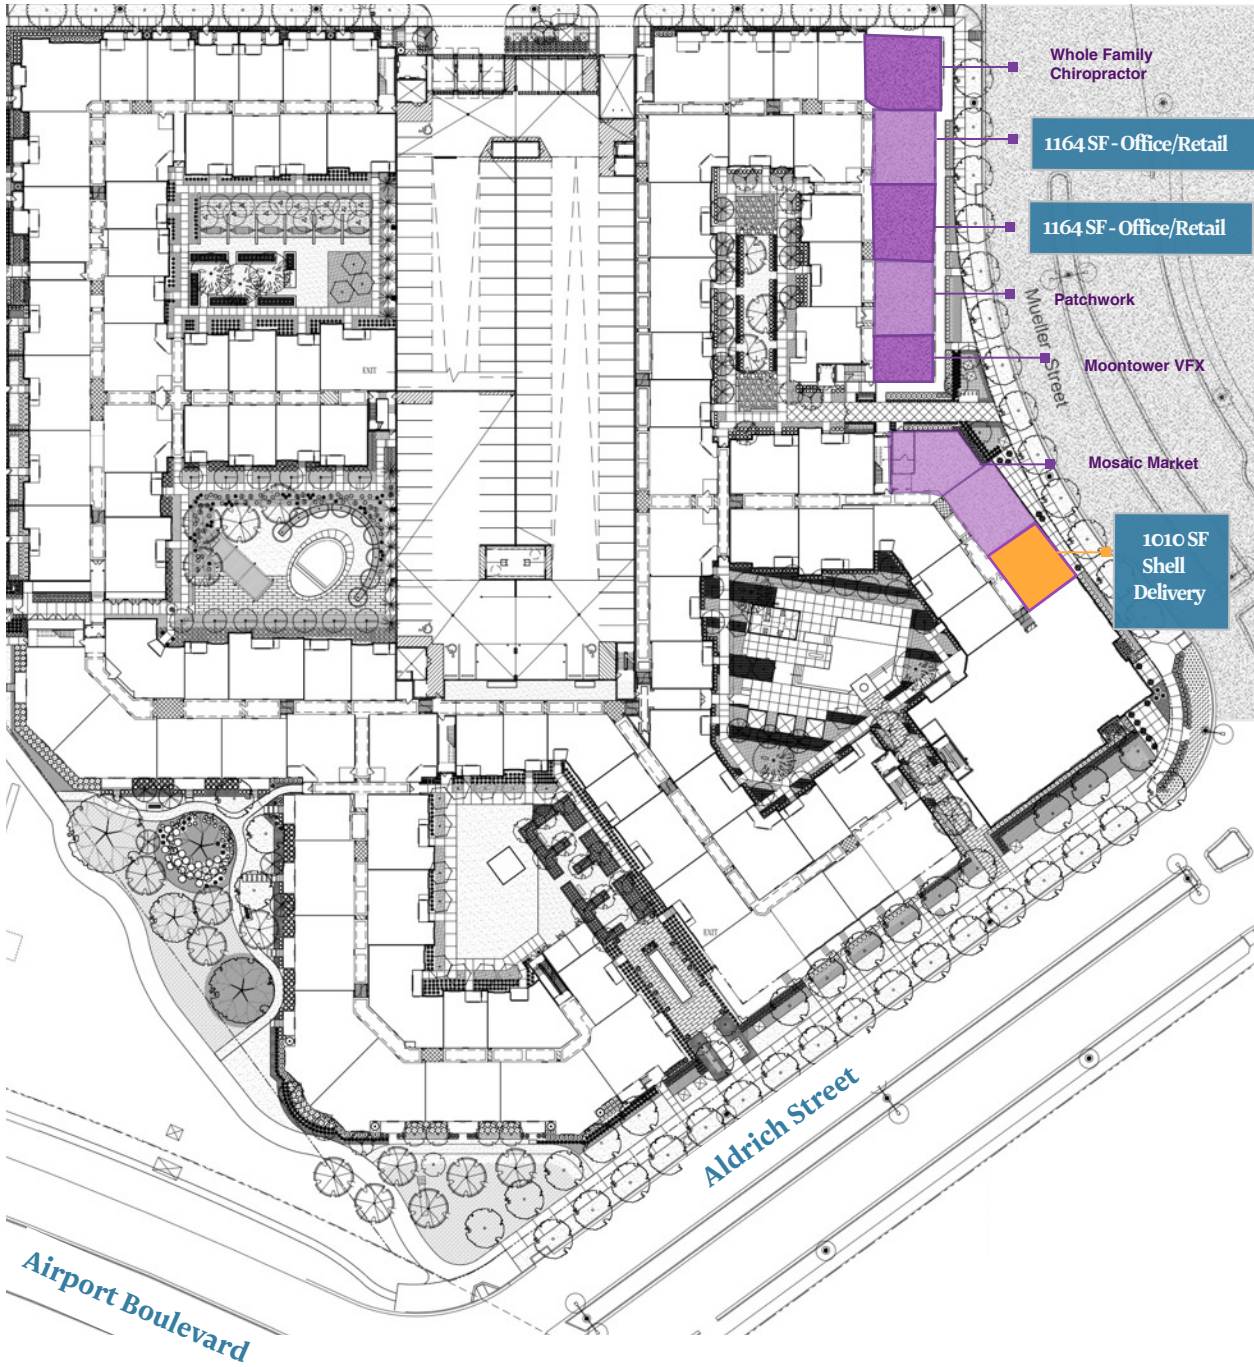 Whole Family
Chiropractor
1164 SF - Office/Retail
1164 SF - Office/Retail
Patchwork
Mueller Street
Moontower VFX
EXIT
Mosaic Market
1010 SF
Shell
Delivery
EXIT
Aldrich Street
Airport Boulevard